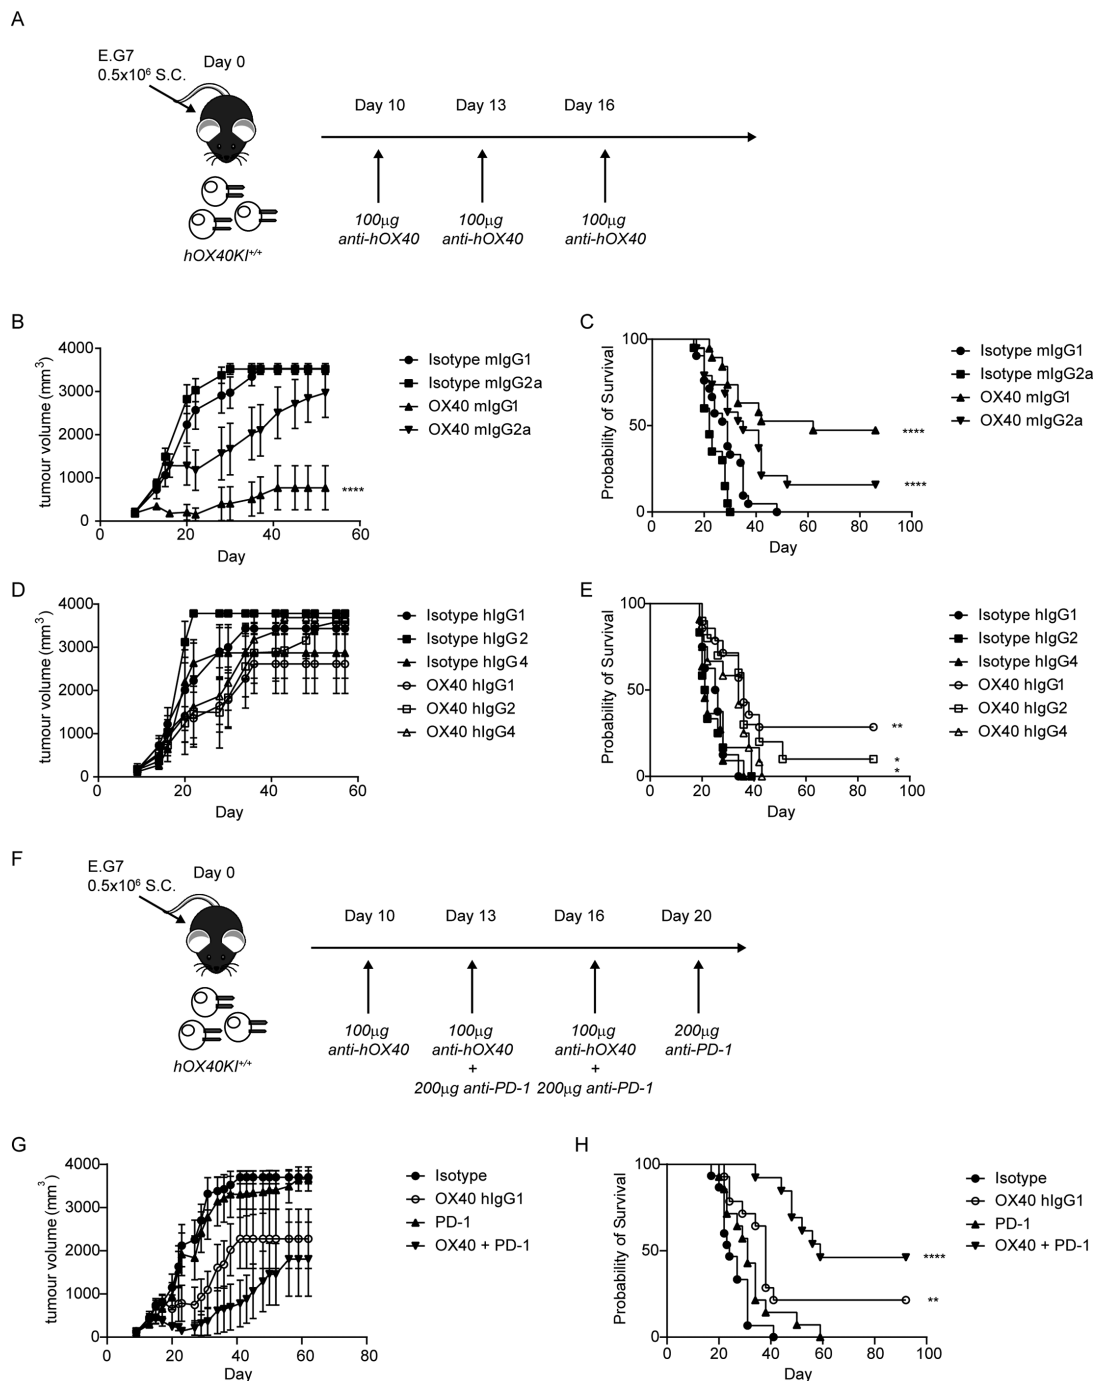 A
E.G7
0.5x10⁶ S.C.
Day 0
Day 10 Day 13 Day 16
100µg 100µg 100µg
anti-hOX40 anti-hOX40 anti-hOX40
hOX40KI+/+
B
tumour volume (mm³)
4000
3000
2000
1000
0
0 20 40 60
Day
****
Isotype mIgG1
Isotype mIgG2a
OX40 mIgG1
OX40 mIgG2a
C
Probability of Survival
100
50
0
0 20 40 60 80 100
Day
****
****
Isotype mIgG1
Isotype mIgG2a
OX40 mIgG1
OX40 mIgG2a
D
tumour volume (mm³)
4000
3000
2000
1000
0
0 20 40 60
Day
Isotype hIgG1
Isotype hIgG2
Isotype hIgG4
OX40 hIgG1
OX40 hIgG2
OX40 hIgG4
E
Probability of Survival
100
50
0
0 20 40 60 80 100
Day
**
*
*
Isotype hIgG1
Isotype hIgG2
Isotype hIgG4
OX40 hIgG1
OX40 hIgG2
OX40 hIgG4
F
E.G7
0.5x10⁶ S.C.
Day 0
Day 10 Day 13 Day 16 Day 20
100µg 100µg 100µg 200µg
anti-hOX40 anti-hOX40 anti-hOX40 anti-PD-1
+ +
200µg anti-PD-1 200µg anti-PD-1
hOX40KI+/+
G
tumour volume (mm³)
4000
3000
2000
1000
0
0 20 40 60 80
Day
Isotype
OX40 hIgG1
PD-1
OX40 + PD-1
H
Probability of Survival
100
50
0
0 20 40 60 80 100
Day
****
**
Isotype
OX40 hIgG1
PD-1
OX40 + PD-1